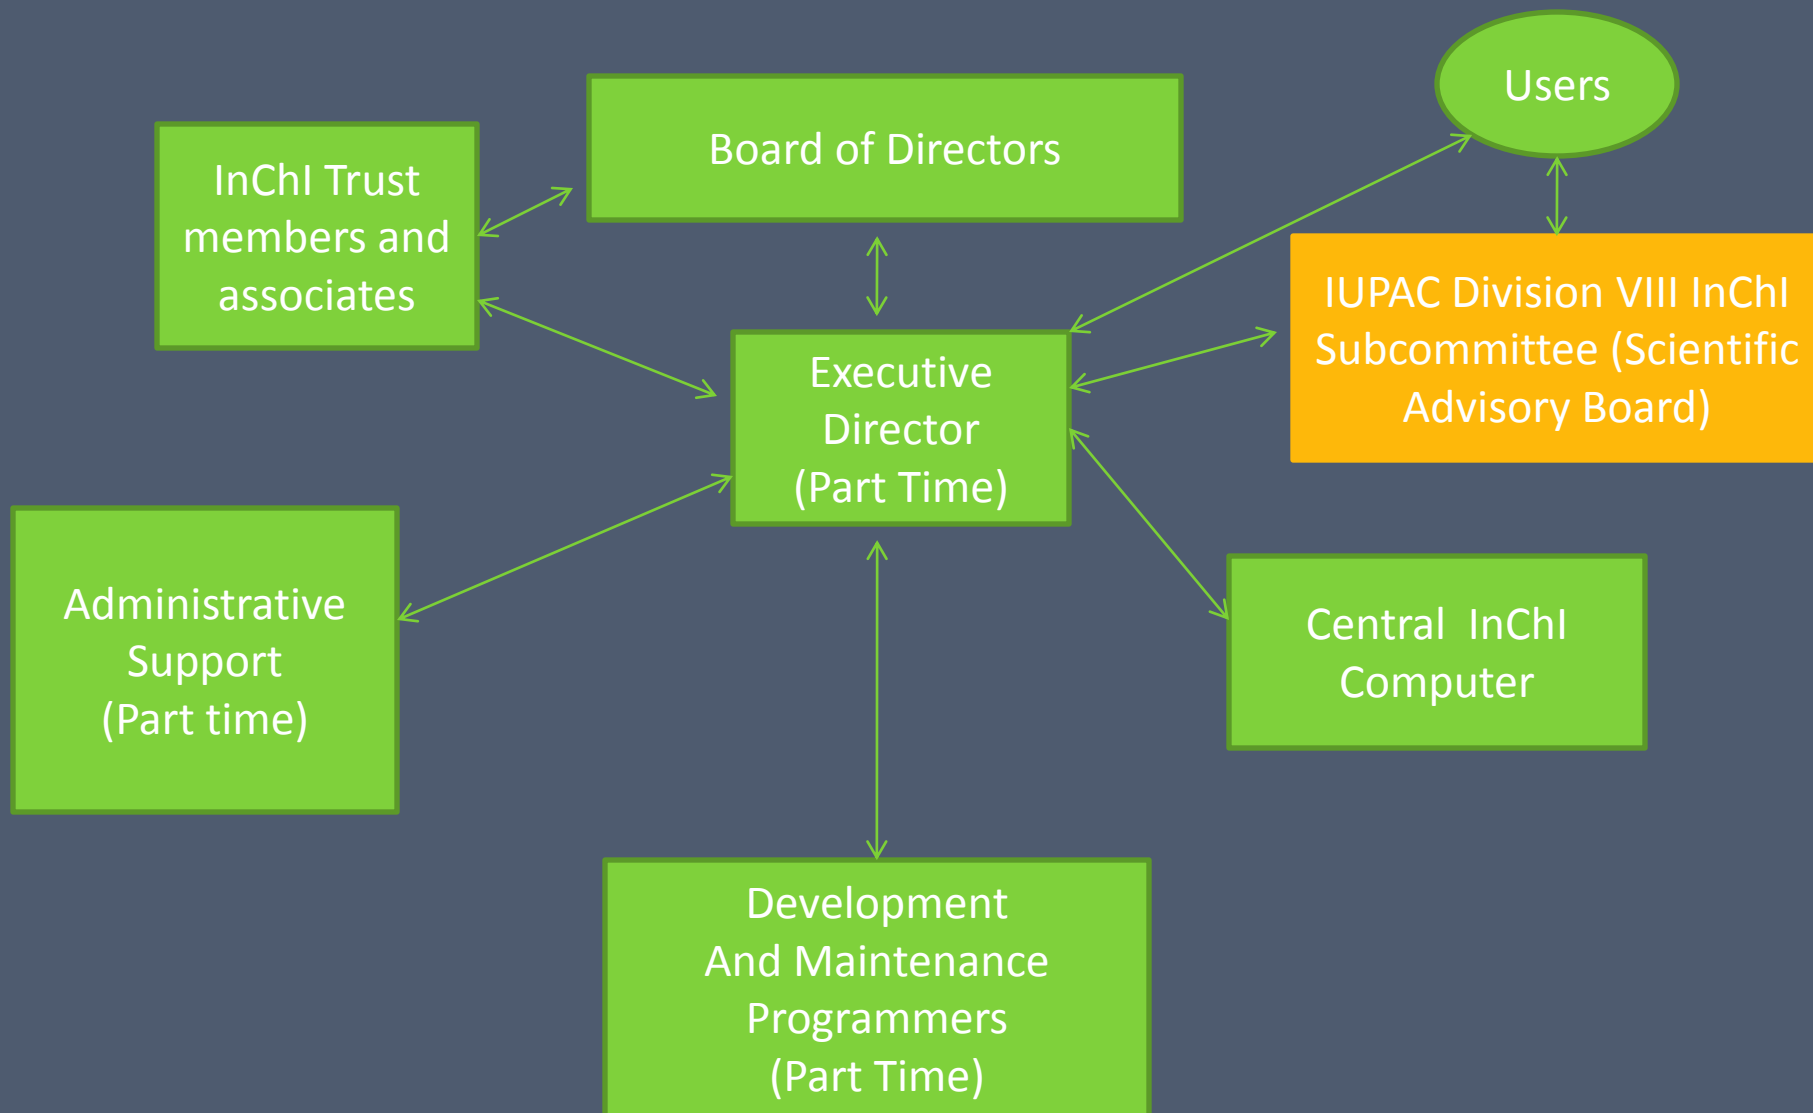 Users
Board of Directors
InChI Trust
members and
associates
IUPAC Division VIII InChI
Subcommittee (Scientific
Advisory Board)
Executive
Director
(Part Time)
Administrative
Support
(Part time)
Central  InChI
Computer
Development
And Maintenance
Programmers
(Part Time)